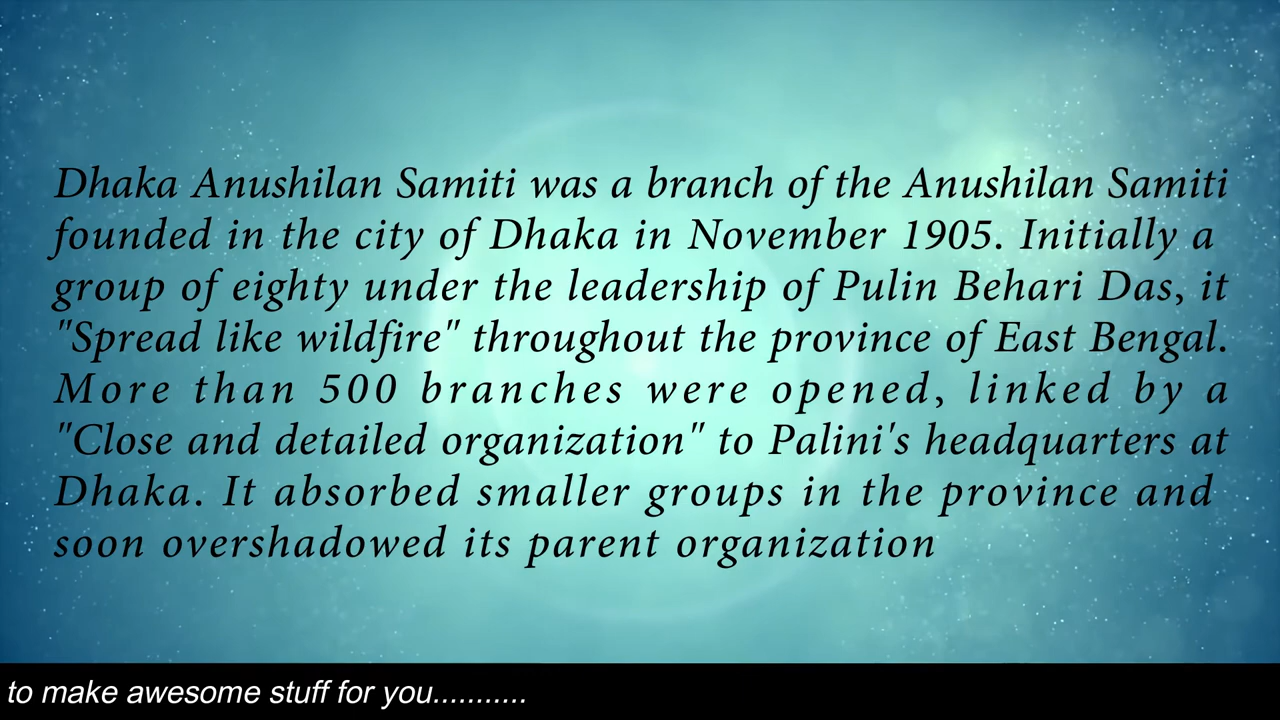 Dhaka Anushilan Samiti was a branch of the Anushilan Samiti
founded in the city of Dhaka in November 1905. Initially a
group of eighty under the leadership of Pulin Behari Das, it
"Spread like wildfire" throughout the province of East Bengal.
More than 500 branches were opened, linked by a
"Close and detailed organization" to Palini's headquarters at
Dhaka. It absorbed smaller groups in the province and
soon overshadowed its parent organization
to make awesome stuff for you...........